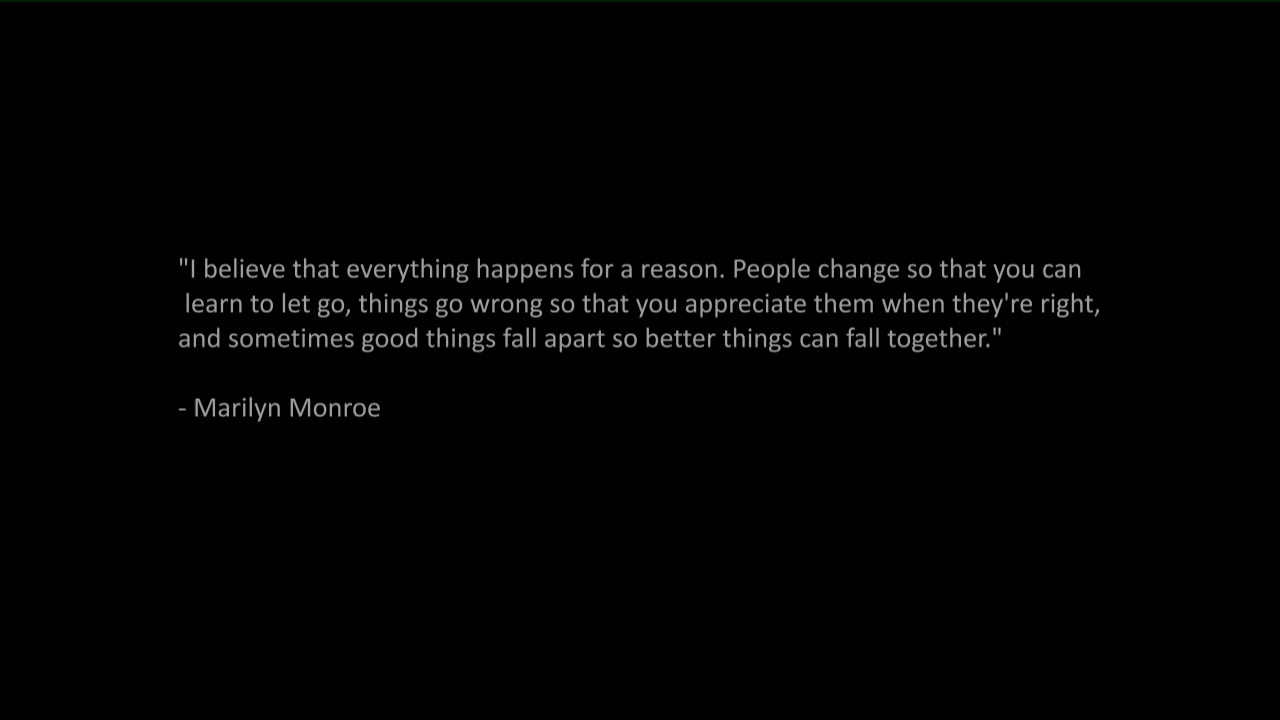 "I believe that everything happens for a reason. People change so that you can
learn to let go, things go wrong so that you appreciate them when they're right,
and sometimes good things fall apart so better things can fall together."
- Marilyn Monroe